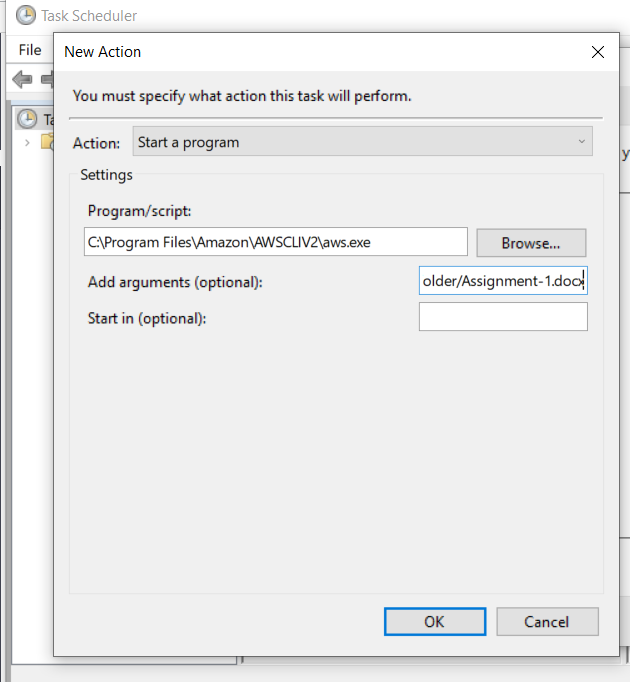 Task Scheduler
File
New Action
You must specify what action this task will perform.
Ta
Action: Start a program
Settings
y
Program/script:
C:\Program Files\Amazon\AWSCLIV2\aws.exe Browse...
Add arguments (optional): older/Assignment-1.docx
Start in (optional):
OK Cancel